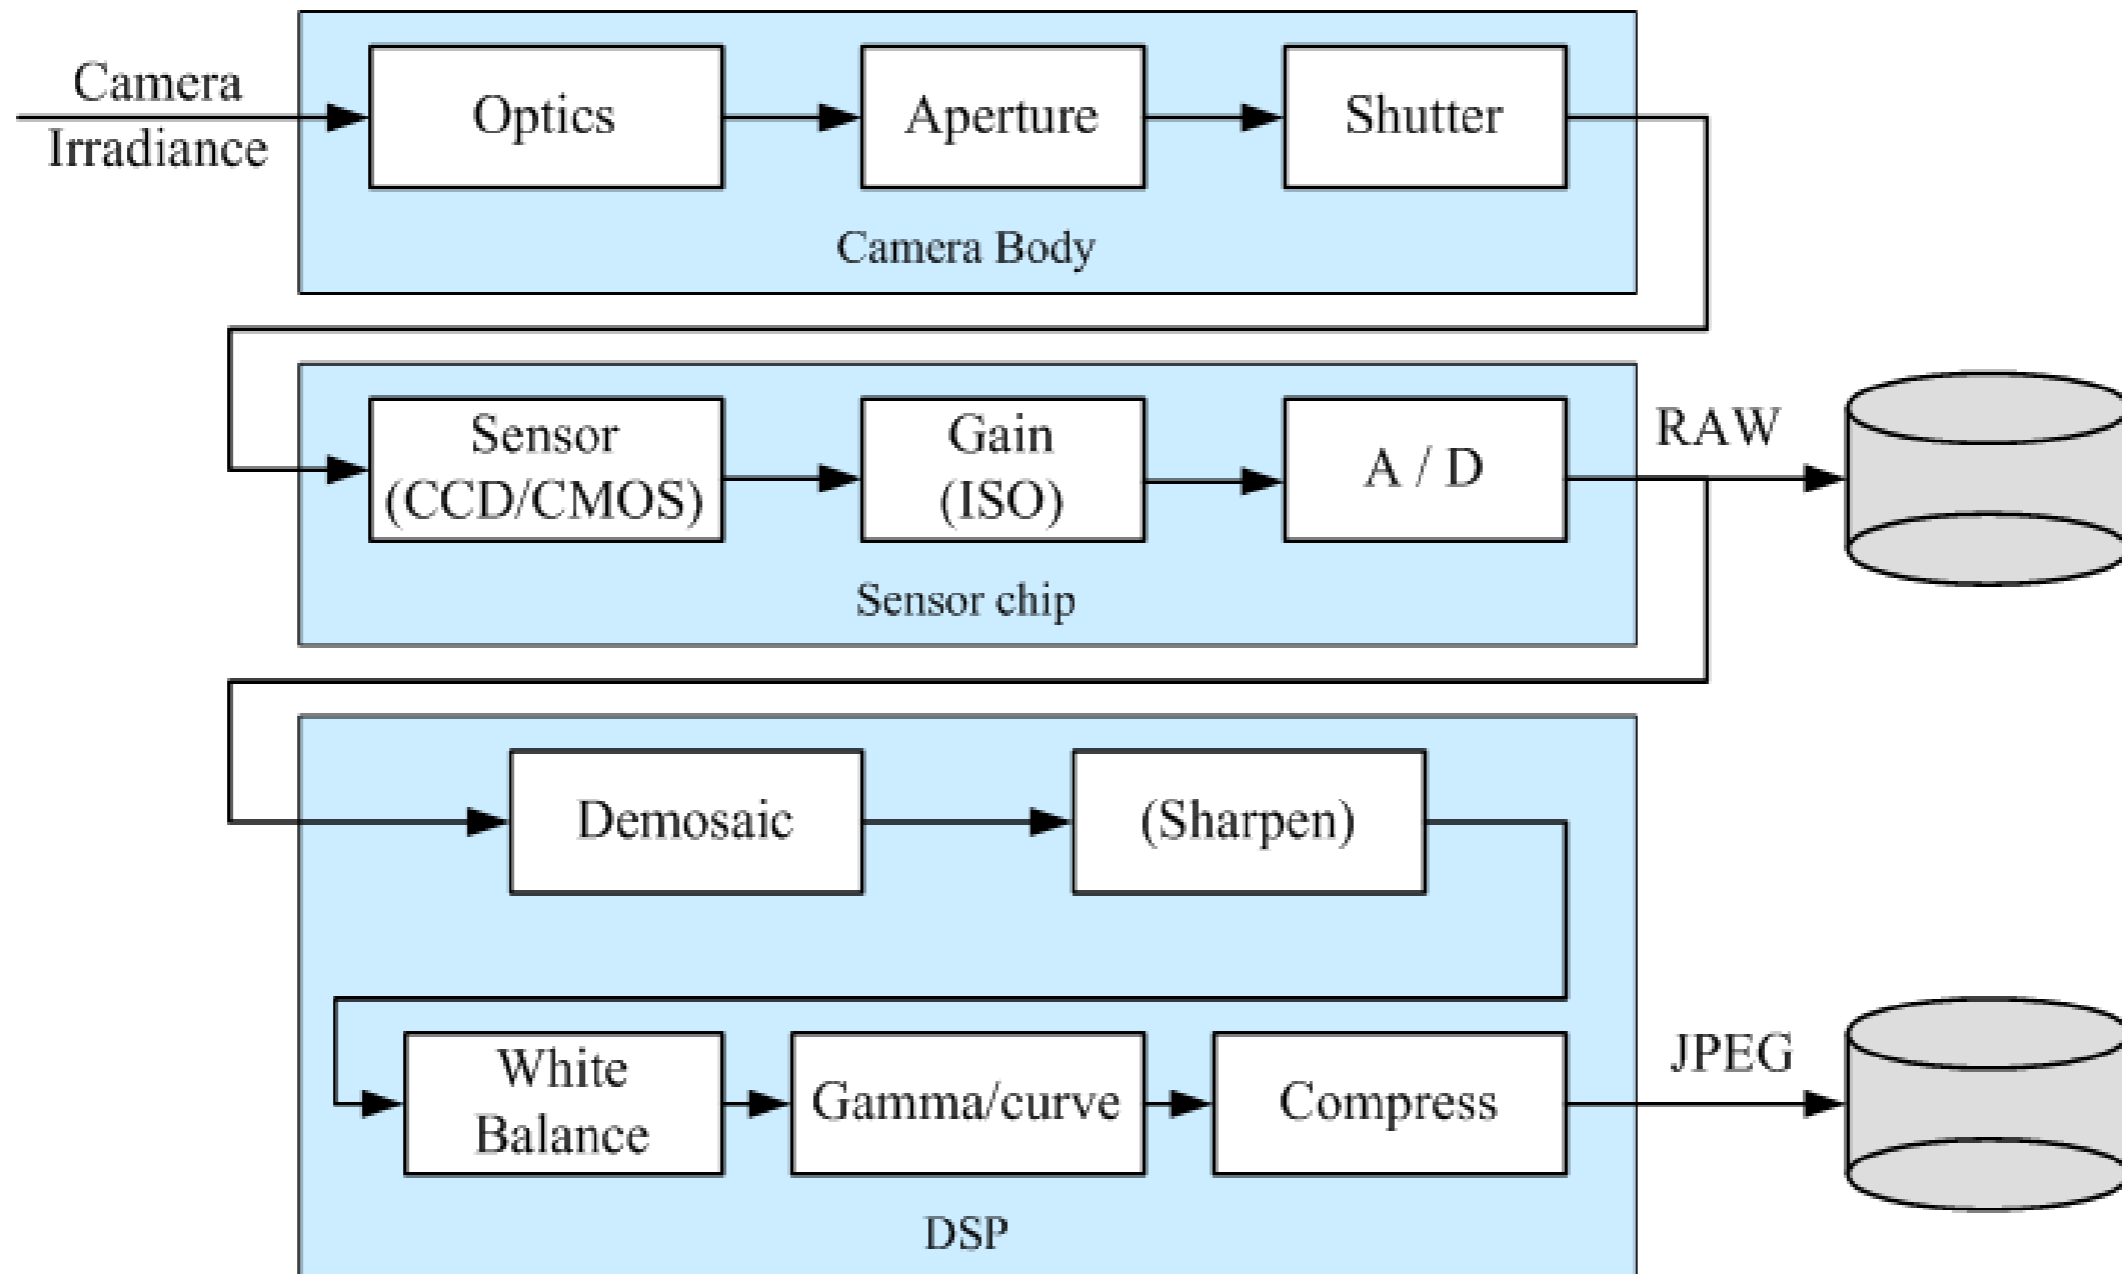 Camera
Irradiance
Optics
Aperture
Shutter
Camera Body
Sensor
(CCD/CMOS)
Gain
(ISO)
A / D
RAW
Sensor chip
Demosaic
(Sharpen)
White
Balance
Gamma/curve
Compress
JPEG
DSP